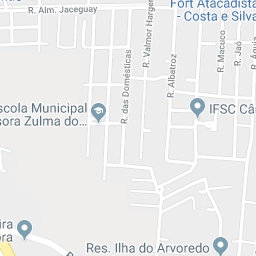 Fort Atacadista
- Costa e Silva
R. Alm. Jaceguay
R. das Domésticas
R. Valmor Harger
R. Albatroz
R. Macuco
R. Jaó
scola Municipal
sora Zulma do...
IFSC Câ
ira
ora
Res. Ilha do Arvoredo